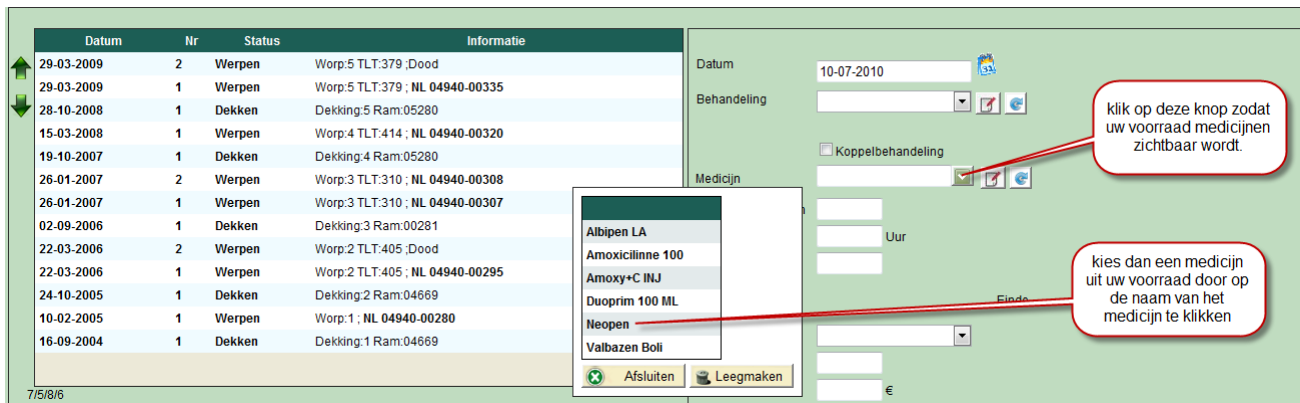 Datum Nr Status Informatie
29-03-2009 2 Werpen Worp:5 TLT:379 ;Dood
29-03-2009 1 Werpen Worp:5 TLT:379 ; NL 04940-00335
28-10-2008 1 Dekken Dekking:5 Ram:05280
15-03-2008 1 Werpen Worp:4 TLT:414 ; NL 04940-00320
19-10-2007 1 Dekken Dekking:4 Ram:05280
26-01-2007 2 Werpen Worp:3 TLT:310 ; NL 04940-00308
26-01-2007 1 Werpen Worp:3 TLT:310 ; NL 04940-00307
02-09-2006 1 Dekken Dekking:3 Ram:00281
22-03-2006 2 Werpen Worp:2 TLT:405 ;Dood
22-03-2006 1 Werpen Worp:2 TLT:405 ; NL 04940-00295
24-10-2005 1 Dekken Dekking:2 Ram:04669
10-02-2005 1 Werpen Worp:1 ; NL 04940-00280
16-09-2004 1 Dekken Dekking:1 Ram:04669
7/5/8/6
Albipen LA
Amoxicilinne 100
Amoxy+C INJ
Duoprim 100 ML
Neopen
Valbazen Boli
Afsluiten Leegmaken
Datum 10-07-2010
31
Behandeling
Koppelbehandeling
Medicijn
Uur
€
klik op deze knop zodat
uw voorraad medicijnen
zichtbaar wordt.
kies dan een medicijn
uit uw voorraad door op
de naam van het
medicijn te klikken